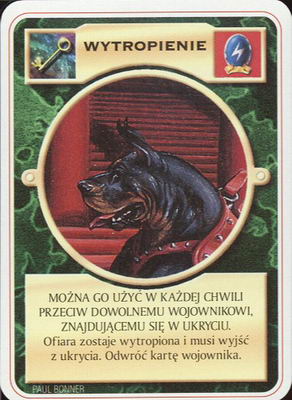 WYTROPIENIE
MOŻNA GO UŻYĆ W KAŻDEJ CHWILI
PRZECIW DOWOLNEMU WOJOWNIKOWI,
ZNAJDUJĄCEMU SIĘ W UKRYCIU.
Ofiara zostaje wytropiona i musi wyjść
z ukrycia. Odwróć kartę wojownika.
PAUL BONNER